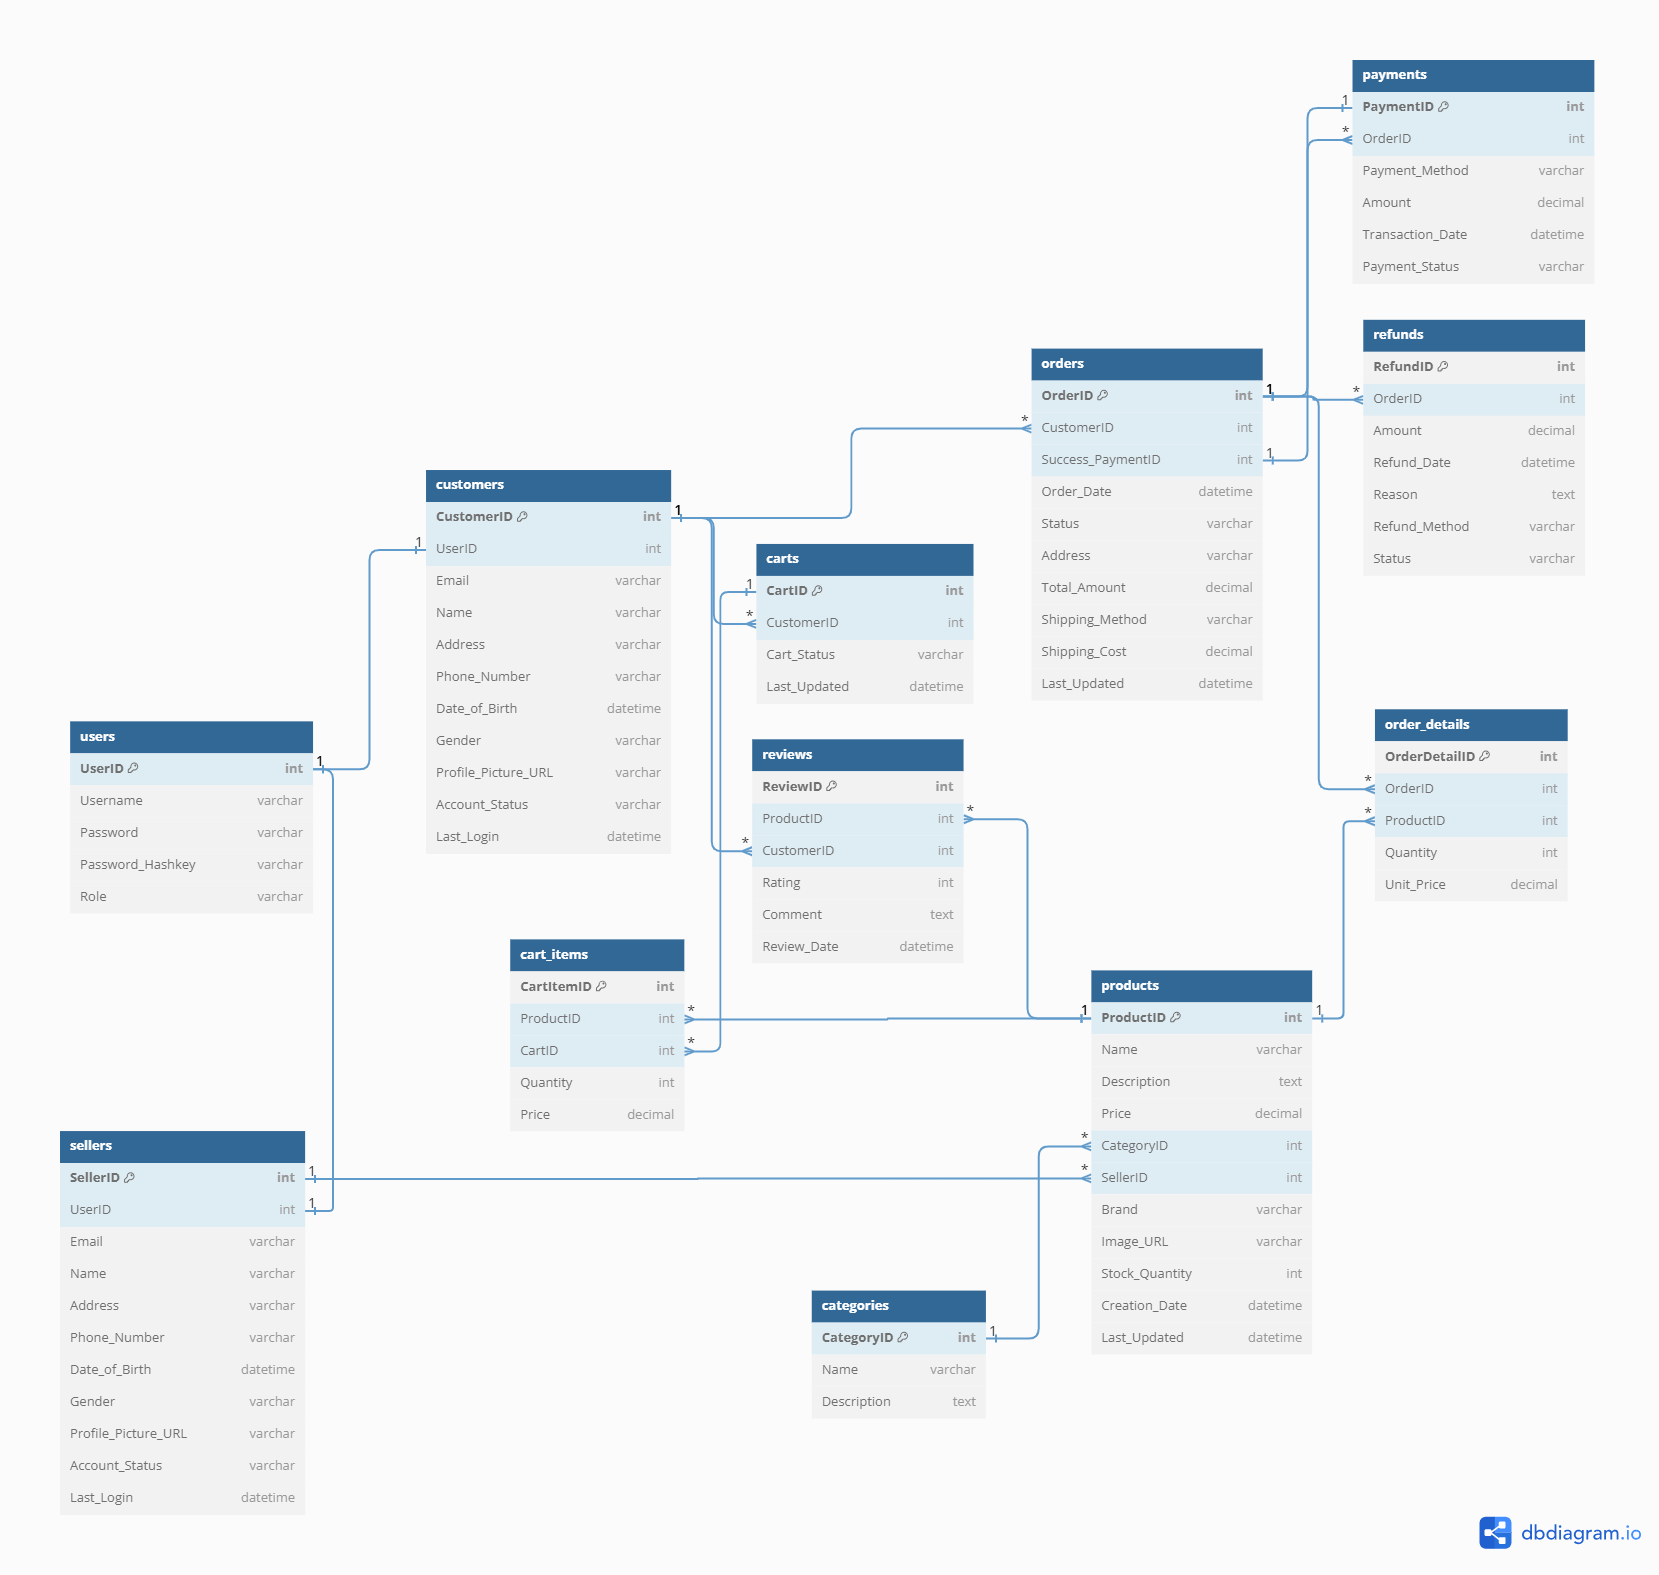 payments
PaymentID int
OrderID int
Payment_Method varchar
Amount decimal
Transaction_Date datetime
Payment_Status varchar
refunds
RefundID int
OrderID int
Amount decimal
Refund_Date datetime
Reason text
Refund_Method varchar
Status varchar
orders
OrderID int
CustomerID int
Success_PaymentID int
Order_Date datetime
Status varchar
Address varchar
Total_Amount decimal
Shipping_Method varchar
Shipping_Cost decimal
Last_Updated datetime
customers
CustomerID int
UserID int
Email varchar
Name varchar
Address varchar
Phone_Number varchar
Date_of_Birth datetime
Gender varchar
Profile_Picture_URL varchar
Account_Status varchar
Last_Login datetime
carts
CartID int
CustomerID int
Cart_Status varchar
Last_Updated datetime
users
UserID int
Username varchar
Password varchar
Password_Hashkey varchar
Role varchar
reviews
ReviewID int
ProductID int
CustomerID int
Rating int
Comment text
Review_Date datetime
order_details
OrderDetailID int
OrderID int
ProductID int
Quantity int
Unit_Price decimal
cart_items
CartItemID int
ProductID int
CartID int
Quantity int
Price decimal
products
ProductID int
Name varchar
Description text
Price decimal
CategoryID int
SellerID int
Brand varchar
Image_URL varchar
Stock_Quantity int
Creation_Date datetime
Last_Updated datetime
sellers
SellerID int
UserID int
Email varchar
Name varchar
Address varchar
Phone_Number varchar
Date_of_Birth datetime
Gender varchar
Profile_Picture_URL varchar
Account_Status varchar
Last_Login datetime
categories
CategoryID int
Name varchar
Description text
1
*
1
*
*
1
1
1
*
1
*
1
*
*
*
1
*
*
1
1
*
*
1
1
*
*
1
dbdiagram.io